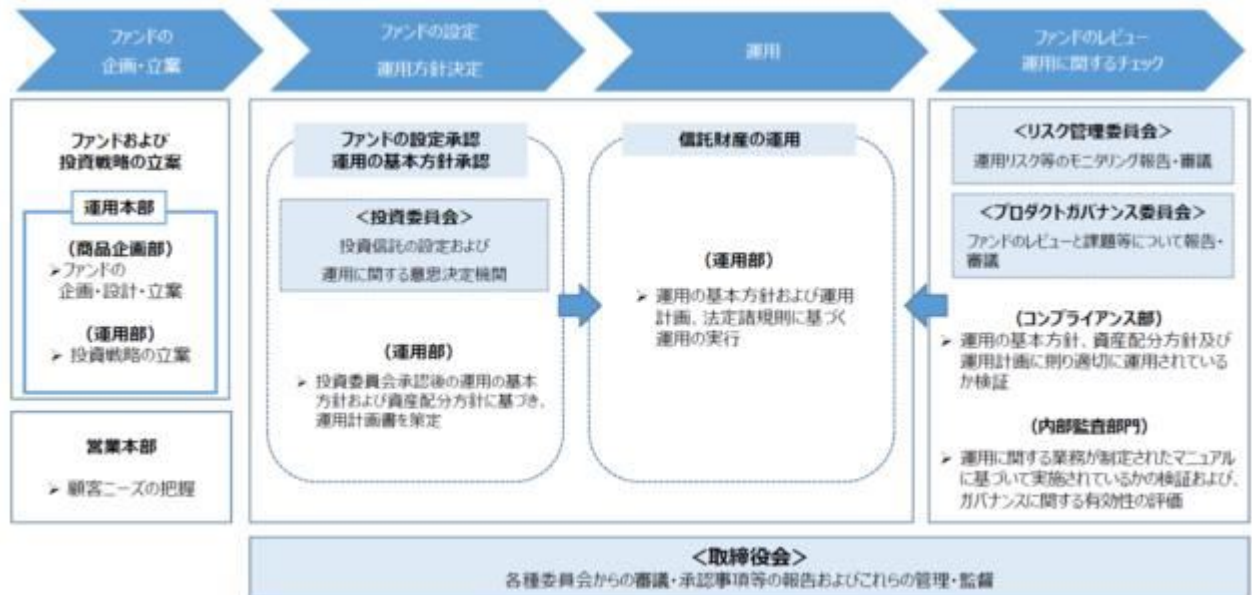 ファンドの
企画・立案
ファンドの設定
運用方針決定
運用
ファンドのレビュー
運用に関するチェック
ファンドおよび
投資戦略の立案
運用本部
(商品企画部)
➢ファンドの
企画・設計・立案
(運用部)
➢ 投資戦略の立案
営業本部
➢ 顧客ニーズの把握
ファンドの設定承認
運用の基本方針承認
<投資委員会>
投資信託の設定および
運用に関する意思決定機関
(運用部)
➢ 投資委員会承認後の運用の基本
方針および資産配分方針に基づき、
運用計画書を策定
信託財産の運用
(運用部)
➢ 運用の基本方針および運用
計画、法定諸規則に基づく
運用の実行
<リスク管理委員会>
運用リスク等のモニタリング報告・審議
<プロダクトガバナンス委員会>
ファンドのレビューと課題等について報告・
審議
(コンプライアンス部)
➢ 運用の基本方針、資産配分方針及び
運用計画に則り適切に運用されている
か検証
(内部監査部門)
➢ 運用に関する業務が制定されたマニュアル
に基づいて実施されているかの検証および、
ガバナンスに関する有効性の評価
<取締役会>
各種委員会からの審議・承認事項等の報告およびこれらの管理・監督